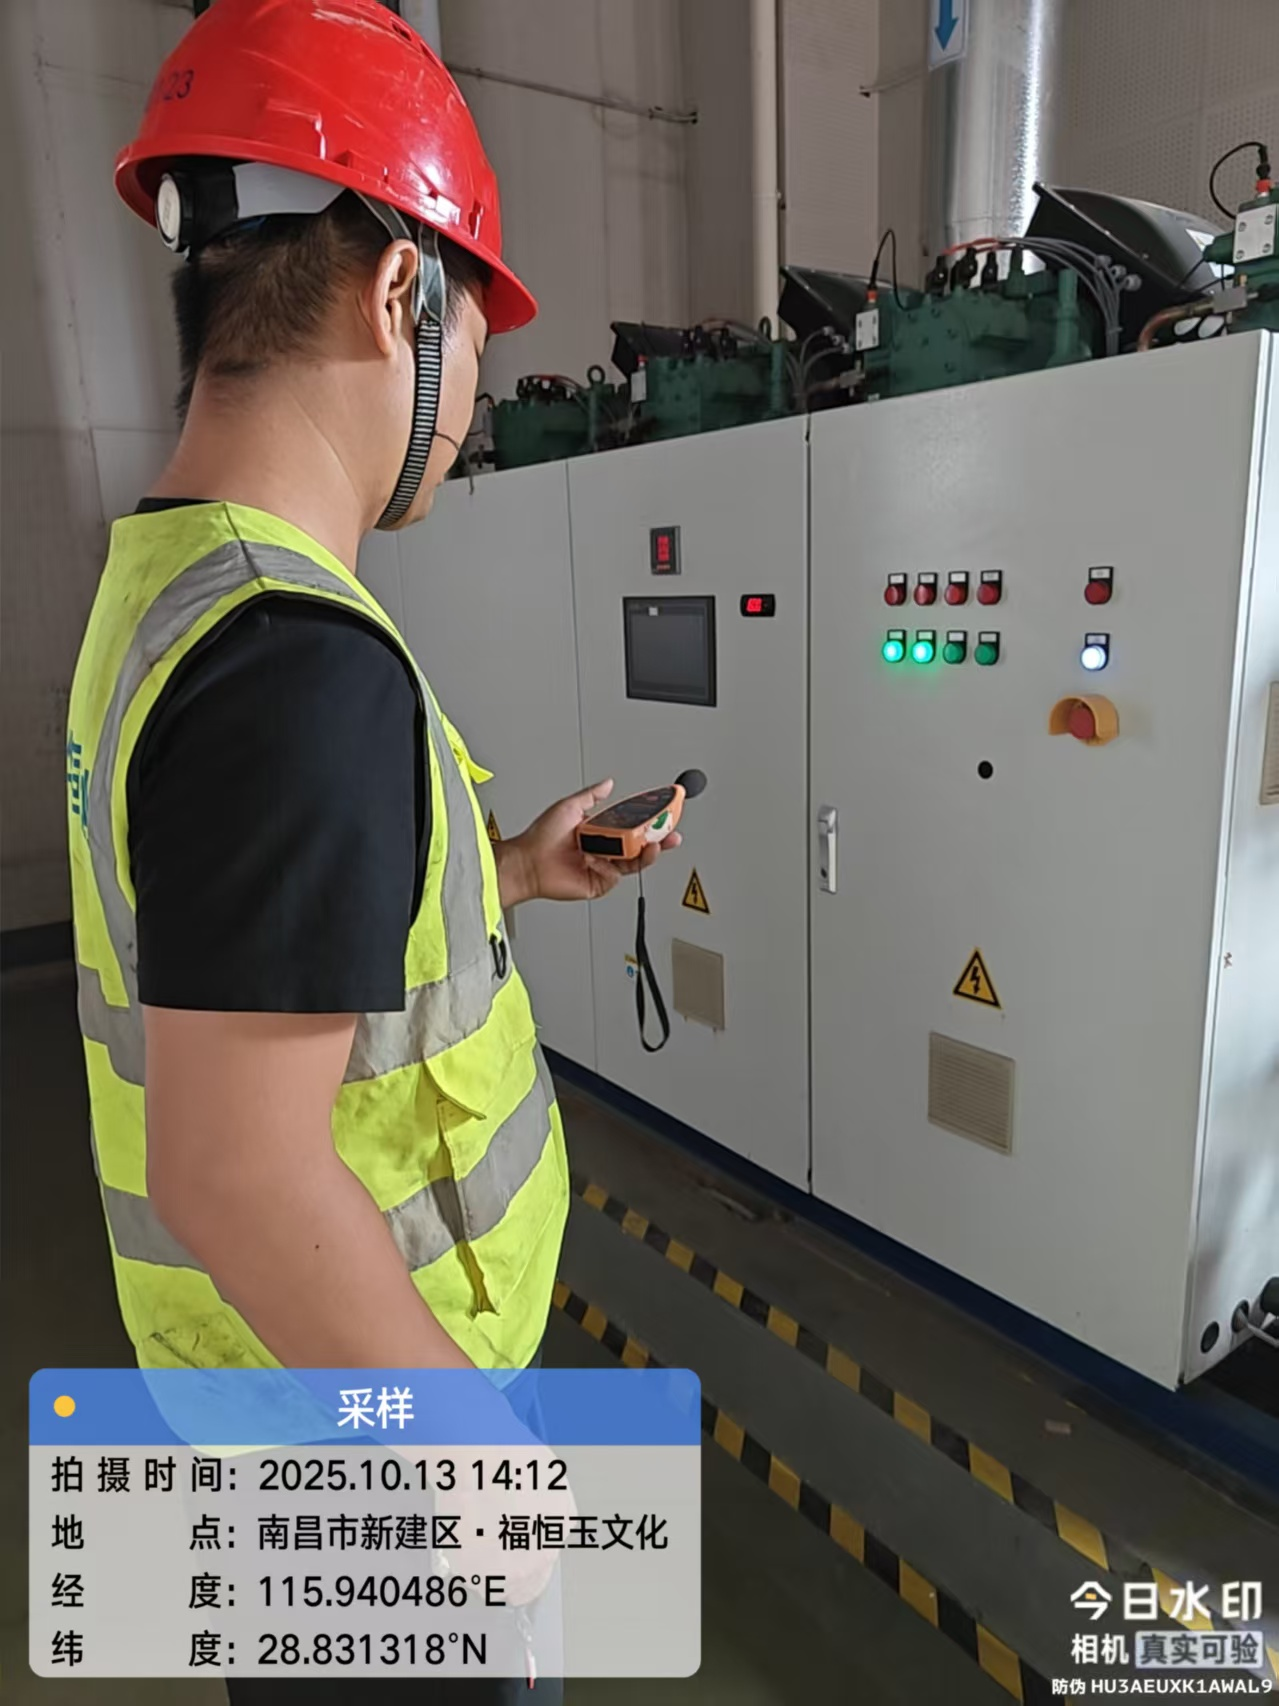 23
采样
拍摄时间：2025.10.13 14:12
地点：南昌市新建区·福恒玉文化
经度：115.940486°E
纬度：28.831318°N
今日水印
相机 真实可验
防伪 HU3AEUXK1AWAL9